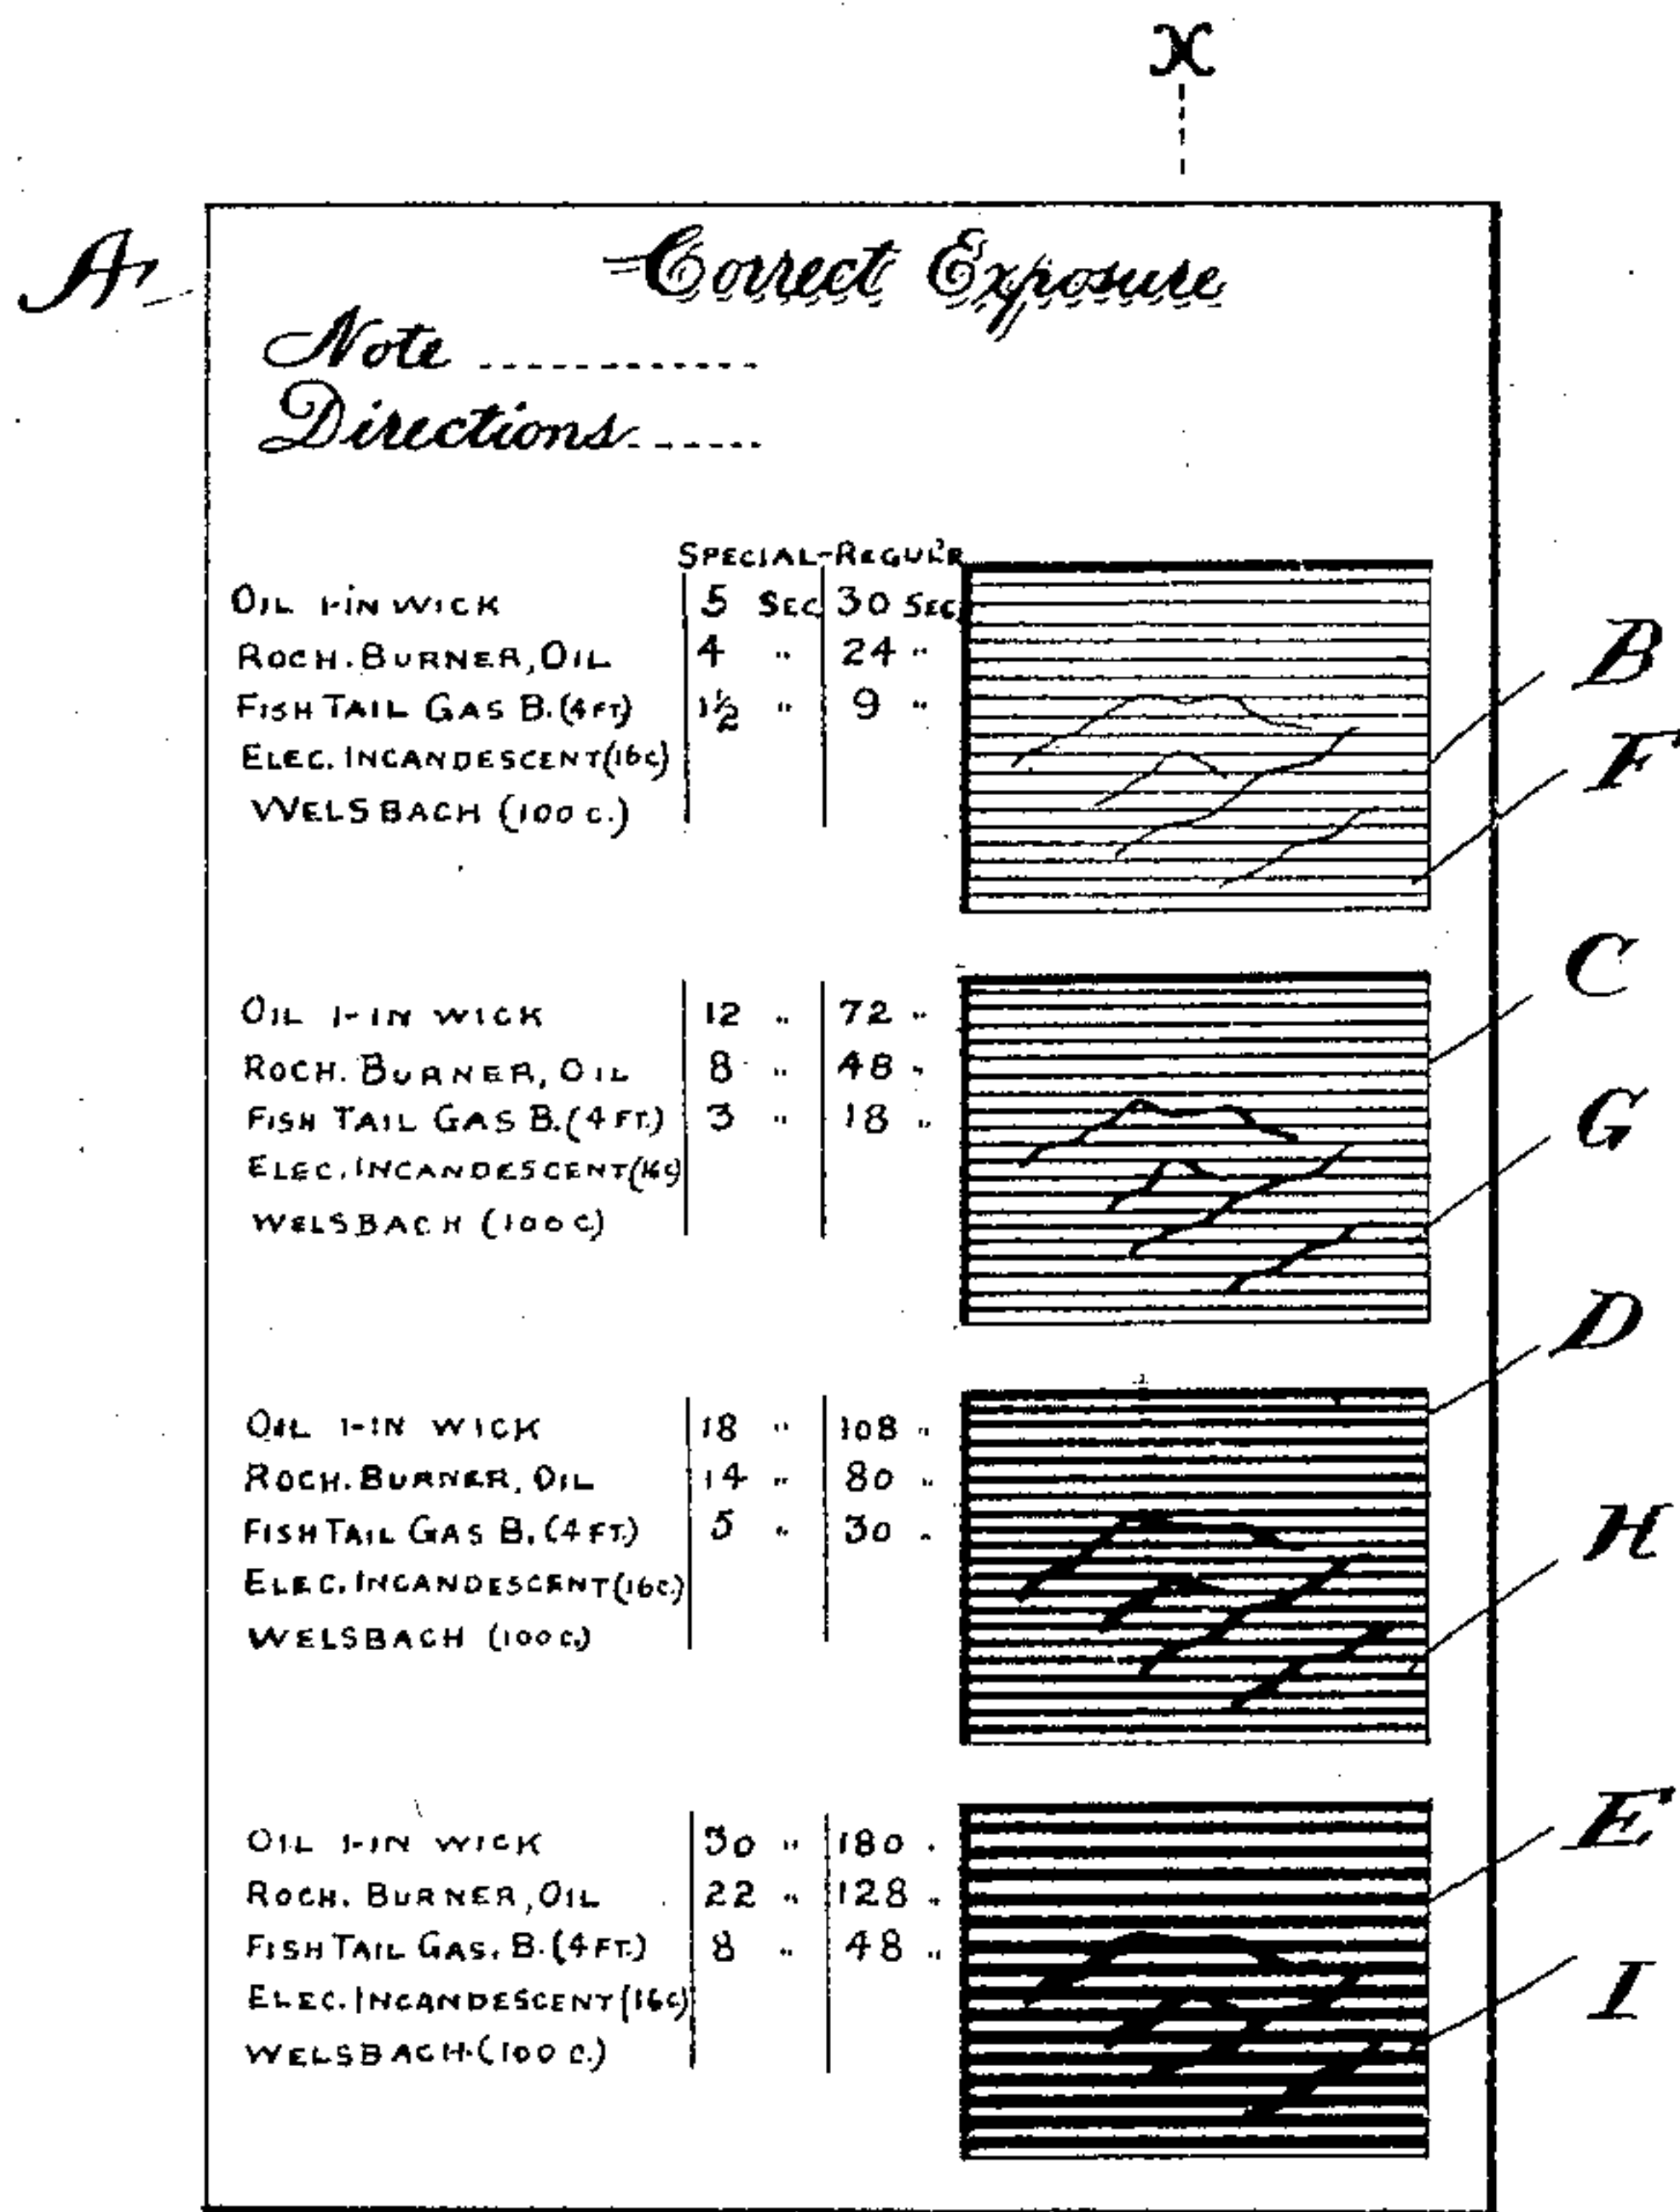 x
A
Correct Exposure
Note ............
Directions......
SPECIAL-REGUL'R
OIL 1-IN WICK 5 SEC 30 SEC.
ROCH. BURNER, OIL 4 " 24 "
FISH TAIL GAS B. (4 FT) 1½ " 9 "
ELEC. INCANDESCENT (16 C)
WELSBACH (100 C.)
B
F
OIL 1-IN WICK 12 " 72 "
ROCH. BURNER, OIL 8 " 48 "
FISH TAIL GAS B. (4 FT.) 3 " 18 "
ELEC. INCANDESCENT (16 C)
WELSBACH (100 C)
C
G
OIL 1-IN WICK 18 " 108 "
ROCH. BURNER, OIL 14 " 80 "
FISH TAIL GAS B. (4 FT.) 5 " 30 "
ELEC. INCANDESCENT (16 C.)
WELSBACH (100 C.)
D
H
OIL 1-IN WICK 30 " 180 "
ROCH. BURNER, OIL 22 " 128 "
FISH TAIL GAS. B. (4 FT.) 8 " 48 "
ELEC. INCANDESCENT (16 C)
WELSBACH. (100 C.)
E
I